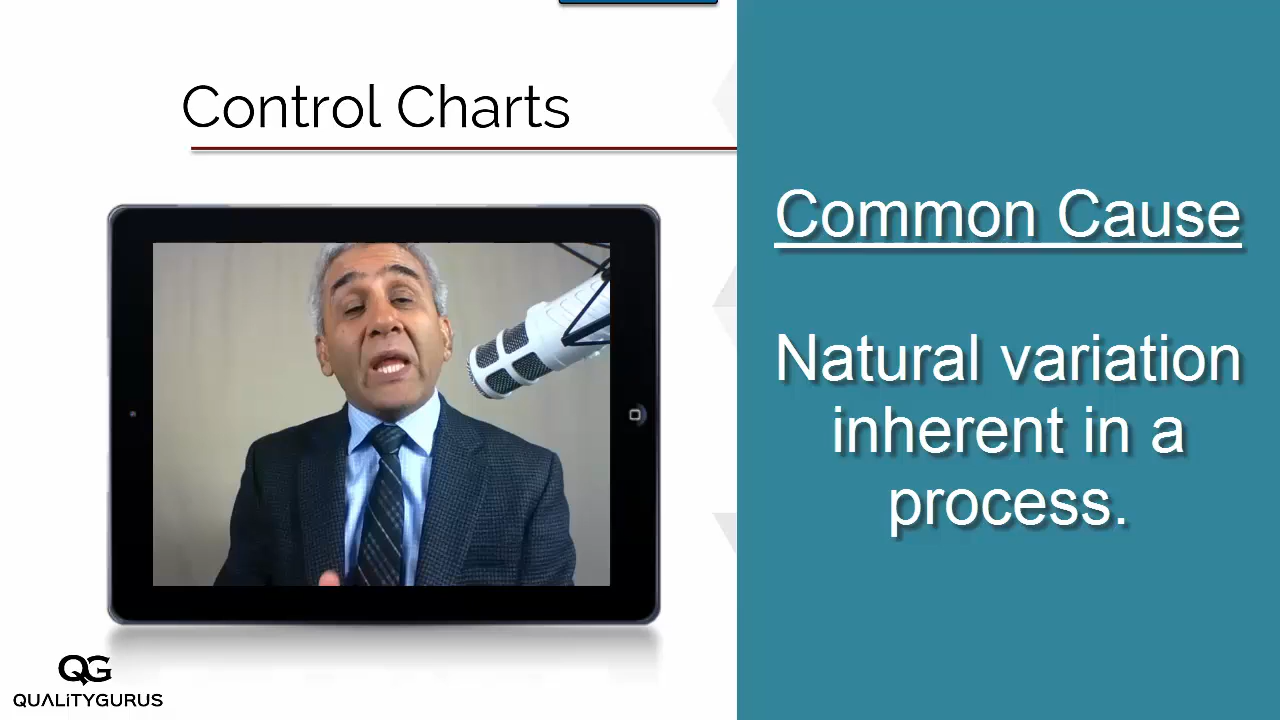 Control Charts
Common Cause
Natural variation
inherent in a
process.
QG
QUALiTYGURUS